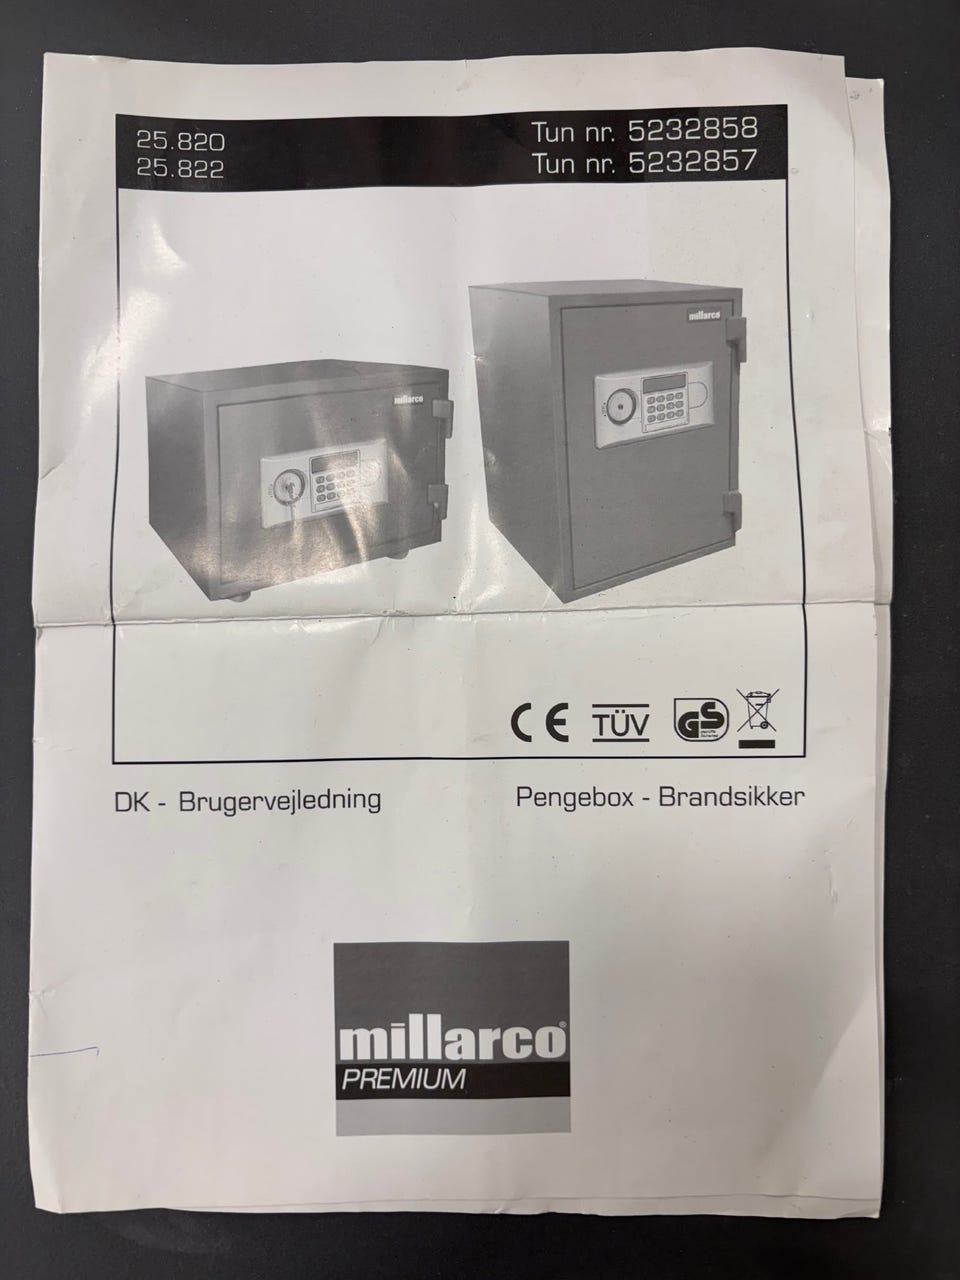 25.820
25.822
Tun nr. 5232858
Tun nr. 5232857
millarco
millarco
CE
TÜV
GS
DK - Brugervejledning
Pengebox - Brandsikker
millarco®
PREMIUM